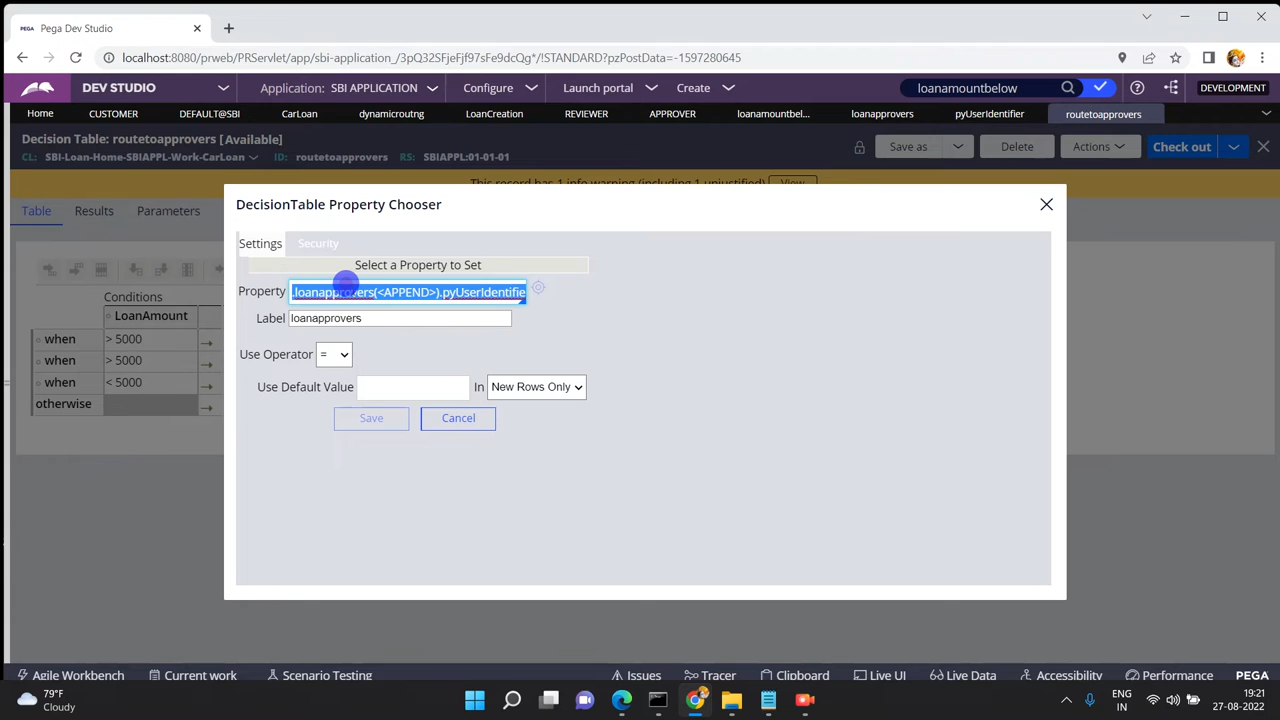 PEGA Pega Dev Studio
localhost:8080/prweb/PRServlet/app/sbi-application_/3pQ32SFjeFjf97sFe9dcQg*/!STANDARD?pzPostData=-1597280645
DEV STUDIO Application: SBI APPLICATION Configure Launch portal Create loanamountbelow DEVELOPMENT
Home CUSTOMER DEFAULT@SBI CarLoan dynamicroutng LoanCreation REVIEWER APPROVER loanamountbel... loanapprovers pyUserIdentifier routetoapprovers
Decision Table: routetoapprovers [Available]
CL: SBI-Loan-Home-SBIAPPL-Work-CarLoan ID: routetoapprovers RS: SBIAPPL:01-01-01
Save as Delete Actions Check out
This record has 1 info warning (including 1 unjustified) View
Table Results Parameters
DecisionTable Property Chooser
Settings Security
Select a Property to Set
Property .loanapprovers(<APPEND>).pyUserIdentifie
Label loanapprovers
Use Operator =
Use Default Value In New Rows Only
Save Cancel
Conditions
LoanAmount
when > 5000
when > 5000
when < 5000
otherwise
Agile Workbench Current work Scenario Testing Issues Tracer Clipboard Live UI Live Data Accessibility Performance PEGA
79°F
Cloudy
ENG
IN
19:21
27-08-2022